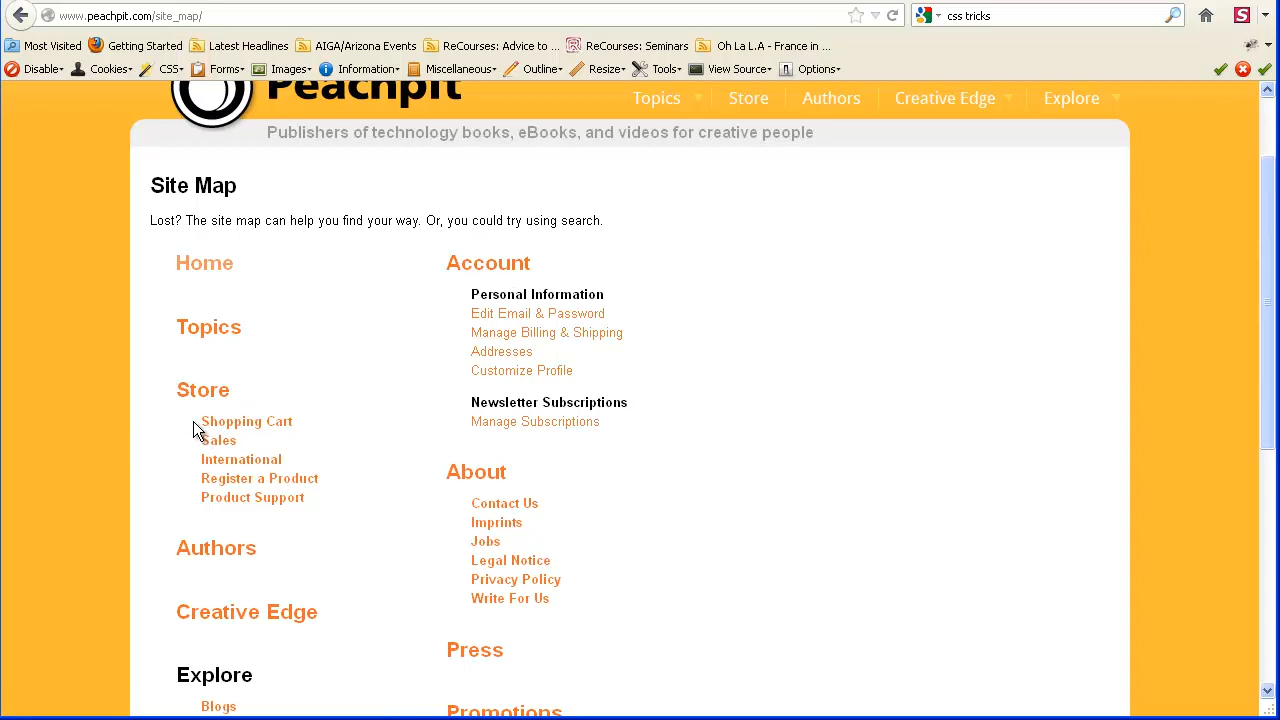 www.peachpit.com/site_map/
css tricks
Most Visited Getting Started Latest Headlines AIGA/Arizona Events ReCourses: Advice to ... ReCourses: Seminars Oh La L.A - France in ...
Disable Cookies CSS Forms Images Information Miscellaneous Outline Resize Tools View Source Options
Peachpit
Topics Store Authors Creative Edge Explore
Publishers of technology books, eBooks, and videos for creative people
Site Map
Lost? The site map can help you find your way. Or, you could try using search.
Home
Topics
Store
Shopping Cart
Sales
International
Register a Product
Product Support
Authors
Creative Edge
Explore
Blogs
Account
Personal Information
Edit Email & Password
Manage Billing & Shipping
Addresses
Customize Profile
Newsletter Subscriptions
Manage Subscriptions
About
Contact Us
Imprints
Jobs
Legal Notice
Privacy Policy
Write For Us
Press
Promotions